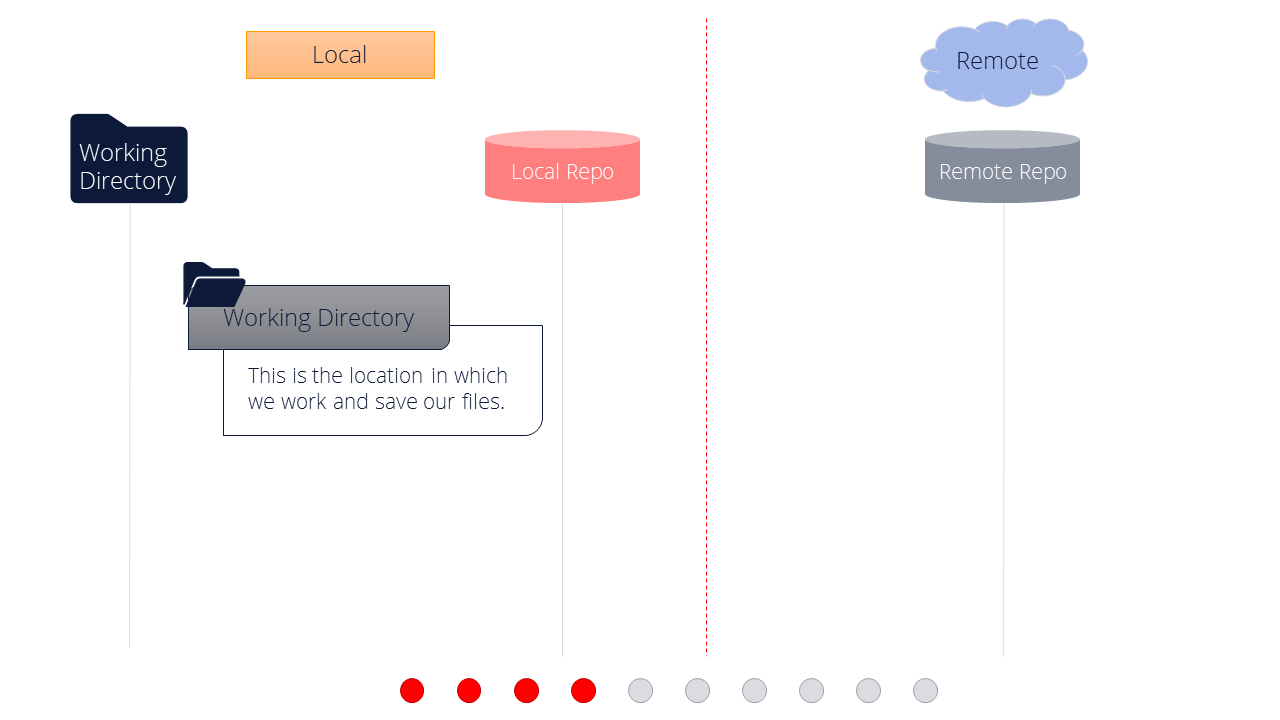 Local
Remote
Working
Directory
Local Repo
Remote Repo
Working Directory
This is the location in which
we work and save our files.